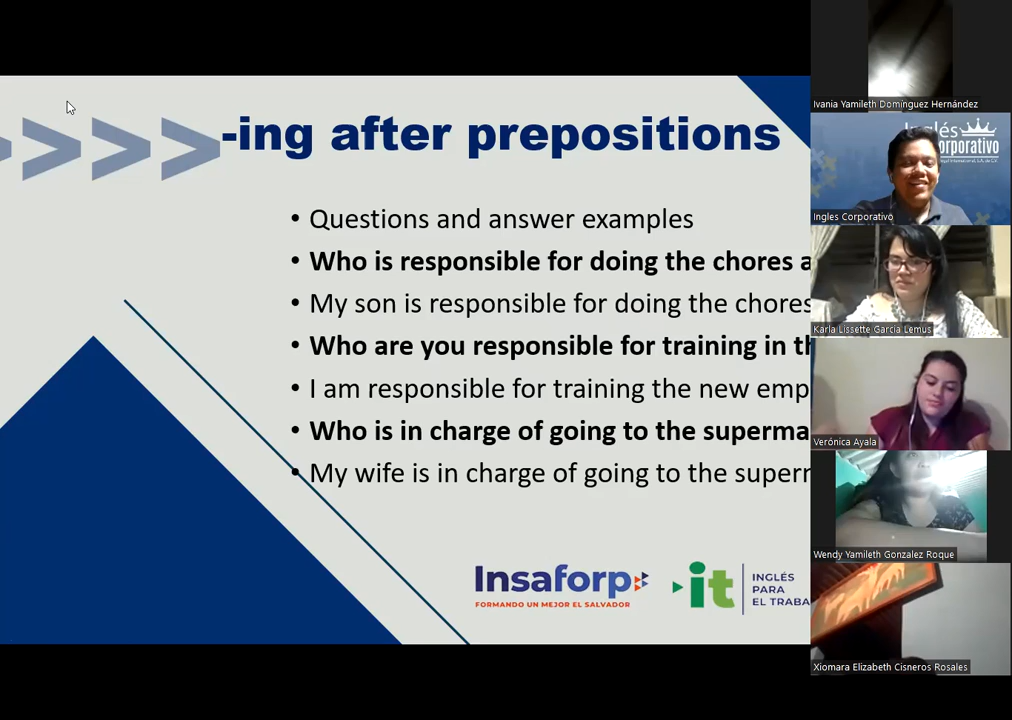 -ing after prepositions
• Questions and answer examples
• Who is responsible for doing the chores a
• My son is responsible for doing the chores
• Who are you responsible for training in th
• I am responsible for training the new emp
• Who is in charge of going to the superma
• My wife is in charge of going to the superm
Insaforp
FORMANDO UN MEJOR EL SALVADOR
it
INGLÉS
PARA
EL TRABA
Ivania Yamileth Domínguez Hernández
Inglés
orporativo
Ingles Corporativo
Karla Lissette García Lemus
Verónica Ayala
Wendy Yamileth Gonzalez Roque
Xiomara Elizabeth Cisneros Rosales